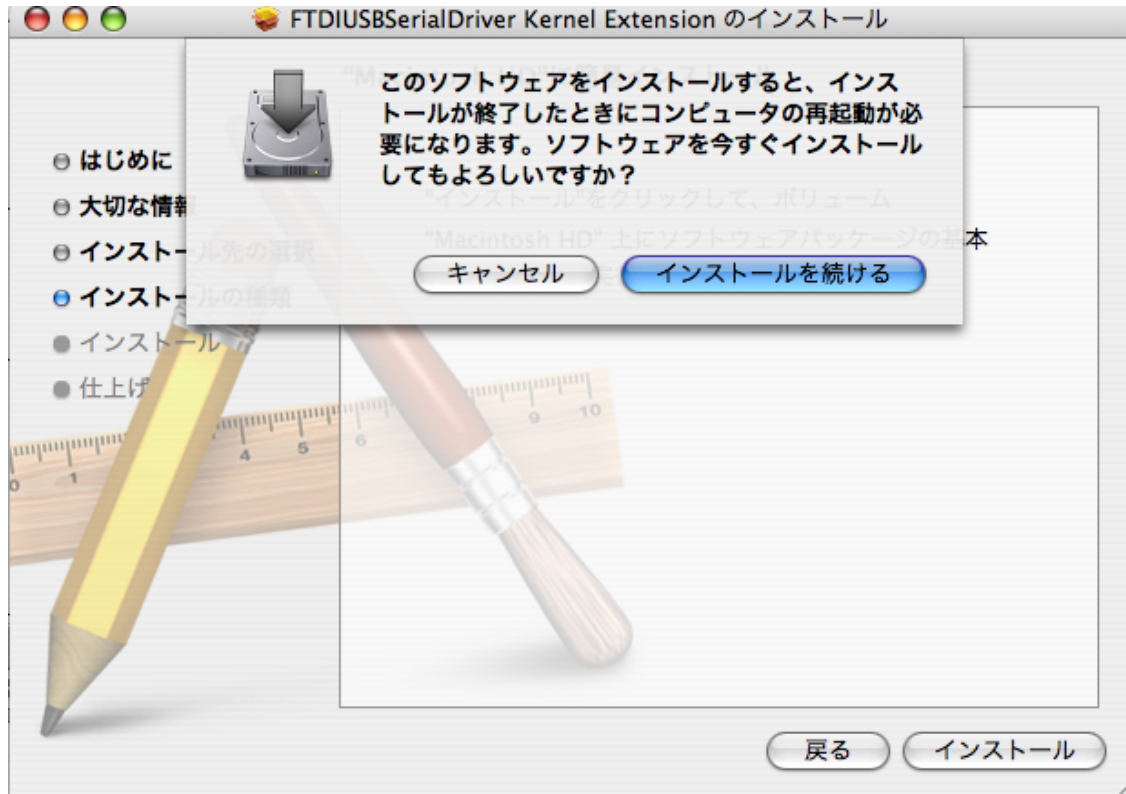 FTDIUSBSerialDriver Kernel Extension のインストール
このソフトウェアをインストールすると、インス
トールが終了したときにコンピュータの再起動が必
要になります。ソフトウェアを今すぐインストール
してもよろしいですか？
キャンセル
インストールを続ける
はじめに
大切な情報
インストール先の選択
インストールの種類
インストール
仕上げ
"インストール"をクリックして、ボリューム
"Macintosh HD" 上にソフトウェアパッケージの基本
0 1 4 5 6 9 10
戻る
インストール